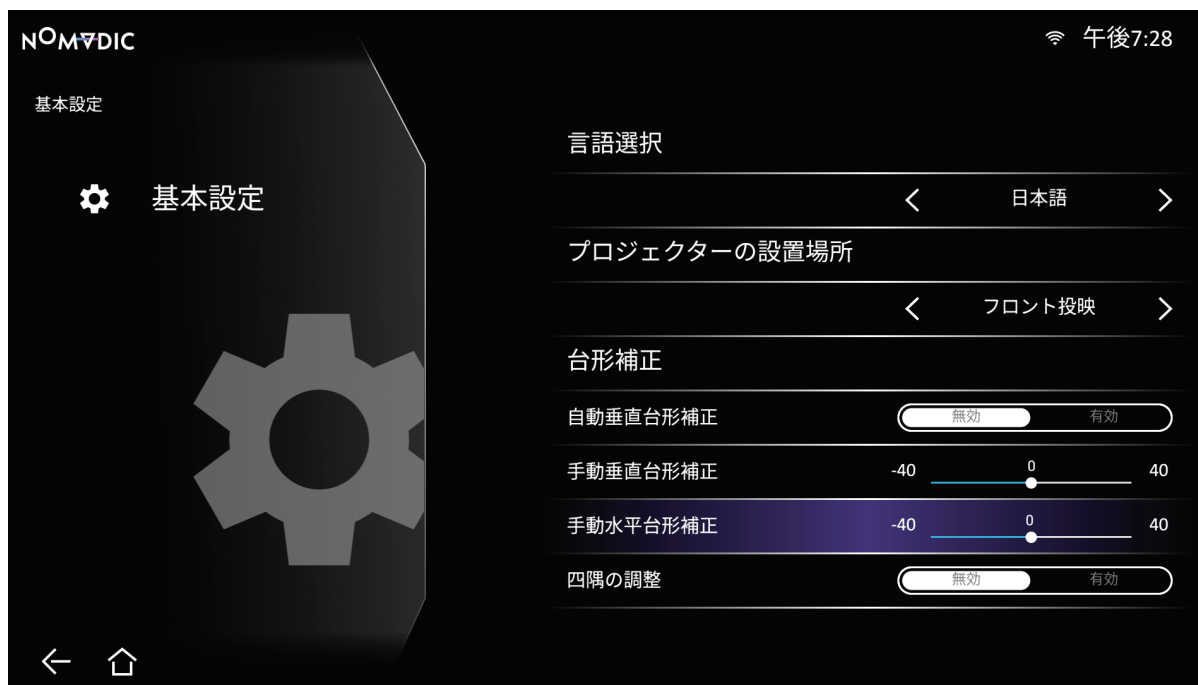 NOMADIC
午後7:28
基本設定
基本設定
言語選択
日本語
プロジェクターの設置場所
フロント投映
台形補正
自動垂直台形補正 無効 有効
手動垂直台形補正 -40 0 40
手動水平台形補正 -40 0 40
四隅の調整 無効 有効